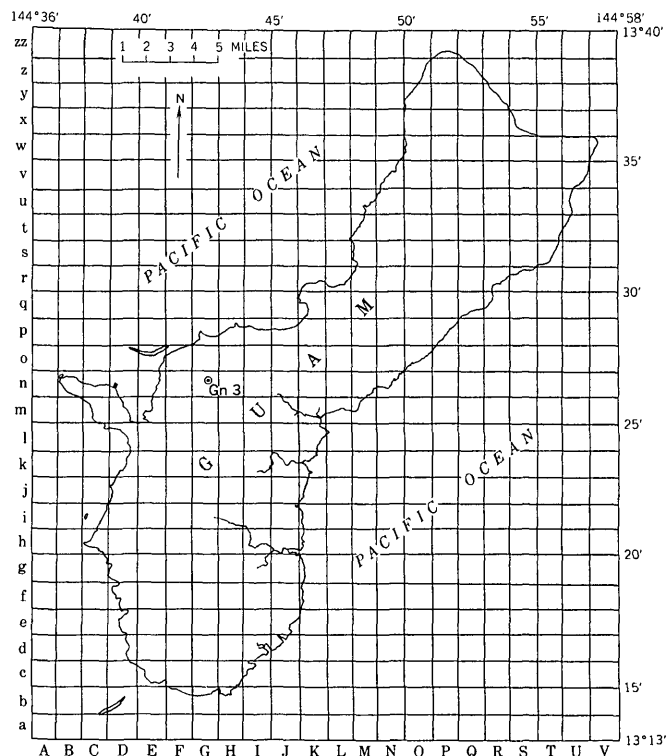 144° 36' 40' 45' 50' 55' 144° 58'
zz 1 2 3 4 5 MILES 13° 40'
z
y
N
x
w
PACIFIC OCEAN
35'
v
u
t
s
r
30'
q
M
p
A
o
n
Gn 3
m
U
25'
l
G
k
PACIFIC OCEAN
j
i
h
20'
g
f
e
d
c
15'
b
a
13° 13'
A B C D E F G H I J K L M N O P Q R S T U V